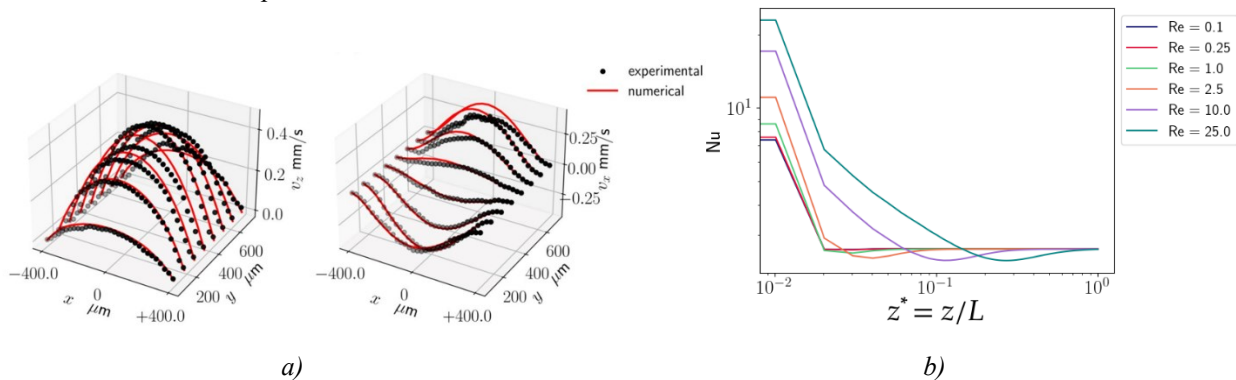 experimental
numerical
0.4
0.2
0.0
v_z mm/s
0.25
0.00
−0.25
v_x mm/s
−400.0
0
+400.0
x μm
200
400
600
y μm
−400.0
0
+400.0
x μm
200
400
600
y μm
Nu
10^1
10^−2
10^−1
10^0
z* = z/L
Re = 0.1
Re = 0.25
Re = 1.0
Re = 2.5
Re = 10.0
Re = 25.0
a)
b)